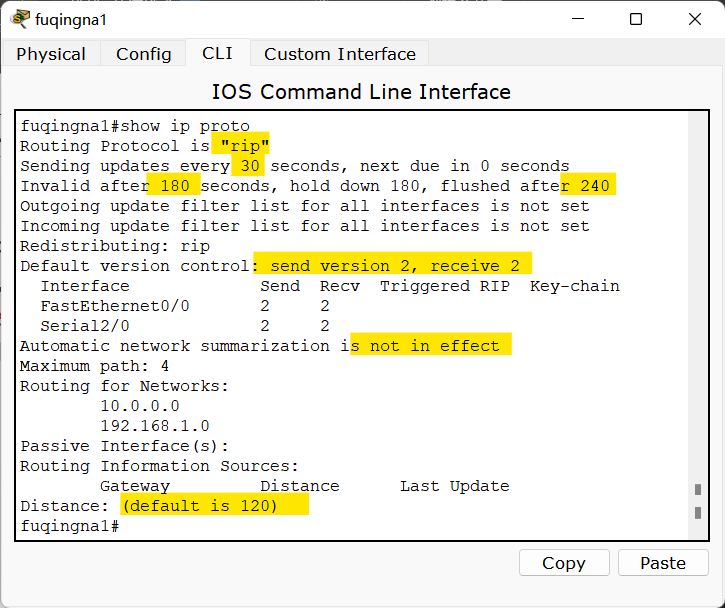 fuqingna1
Physical Config CLI Custom Interface
IOS Command Line Interface
fuqingna1#show ip proto
Routing Protocol is "rip"
Sending updates every 30 seconds, next due in 0 seconds
Invalid after 180 seconds, hold down 180, flushed after 240
Outgoing update filter list for all interfaces is not set
Incoming update filter list for all interfaces is not set
Redistributing: rip
Default version control: send version 2, receive 2
Interface Send Recv Triggered RIP Key-chain
FastEthernet0/0 2 2
Serial2/0 2 2
Automatic network summarization is not in effect
Maximum path: 4
Routing for Networks:
10.0.0.0
192.168.1.0
Passive Interface(s):
Routing Information Sources:
Gateway Distance Last Update
Distance: (default is 120)
fuqingna1#
Copy Paste